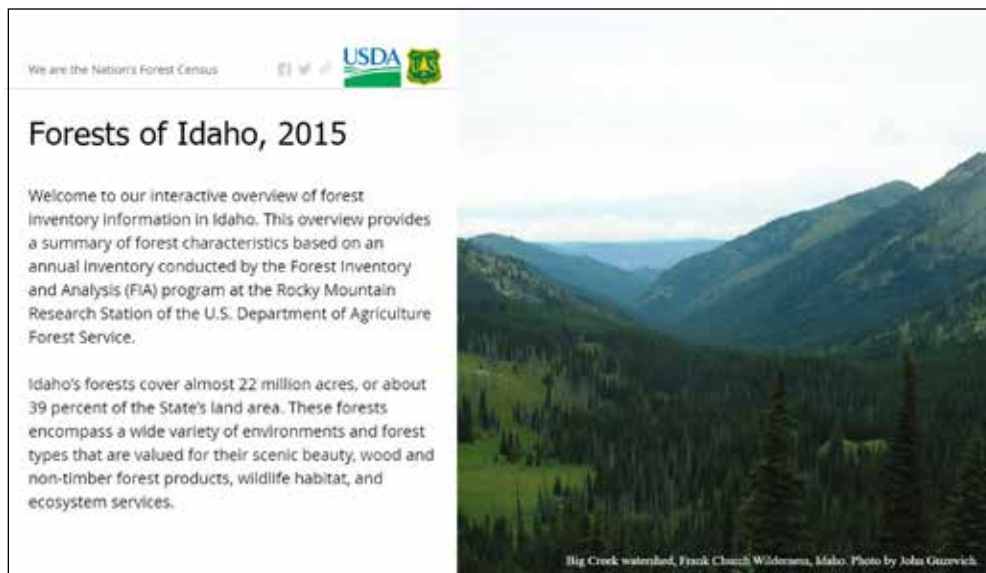 We are the Nation's Forest Census
USDA
Forests of Idaho, 2015
Welcome to our interactive overview of forest
inventory information in Idaho. This overview provides
a summary of forest characteristics based on an
annual inventory conducted by the Forest Inventory
and Analysis (FIA) program at the Rocky Mountain
Research Station of the U.S. Department of Agriculture
Forest Service.
Idaho's forests cover almost 22 million acres, or about
39 percent of the State's land area. These forests
encompass a wide variety of environments and forest
types that are valued for their scenic beauty, wood and
non-timber forest products, wildlife habitat, and
ecosystem services.
Big Creek watershed, Frank Church Wilderness, Idaho. Photo by John Guzevich.